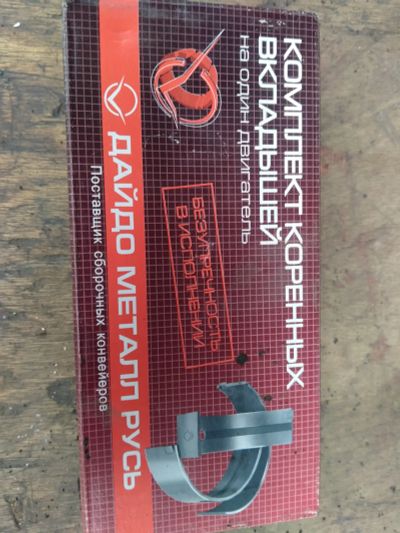 КОМПЛЕКТ КОРЕННЫХ
ВКЛАДЫШЕЙ
на один двигатель
БЕЗУПРЕЧНОСТЬ
В ИСПОЛНЕНИИ
ДАЙДО МЕТАЛЛ РУСЬ
Поставщик сборочных конвейеров